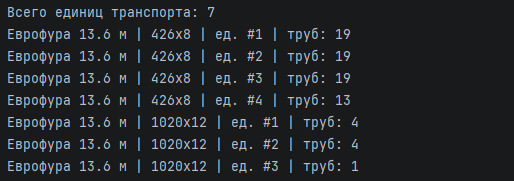 Всего единиц транспорта: 7
Еврофура 13.6 м | 426x8 | ед. #1 | труб: 19
Еврофура 13.6 м | 426x8 | ед. #2 | труб: 19
Еврофура 13.6 м | 426x8 | ед. #3 | труб: 19
Еврофура 13.6 м | 426x8 | ед. #4 | труб: 13
Еврофура 13.6 м | 1020x12 | ед. #1 | труб: 4
Еврофура 13.6 м | 1020x12 | ед. #2 | труб: 4
Еврофура 13.6 м | 1020x12 | ед. #3 | труб: 1